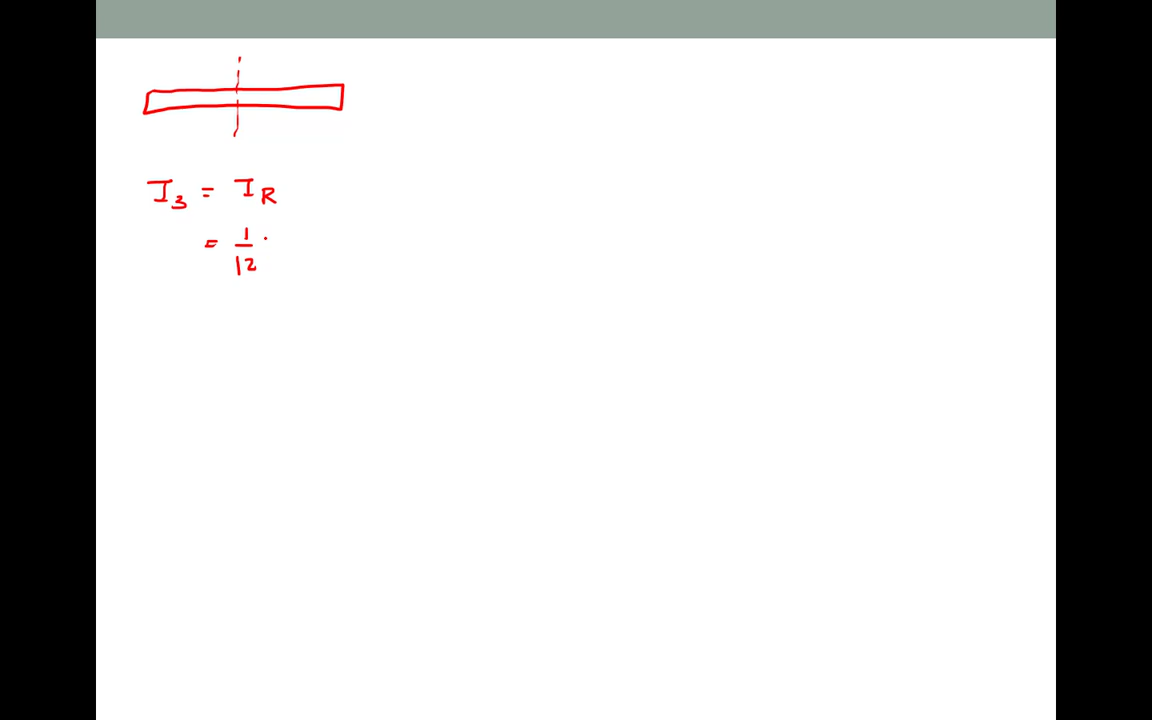 I₃ = I_R
= 1/12